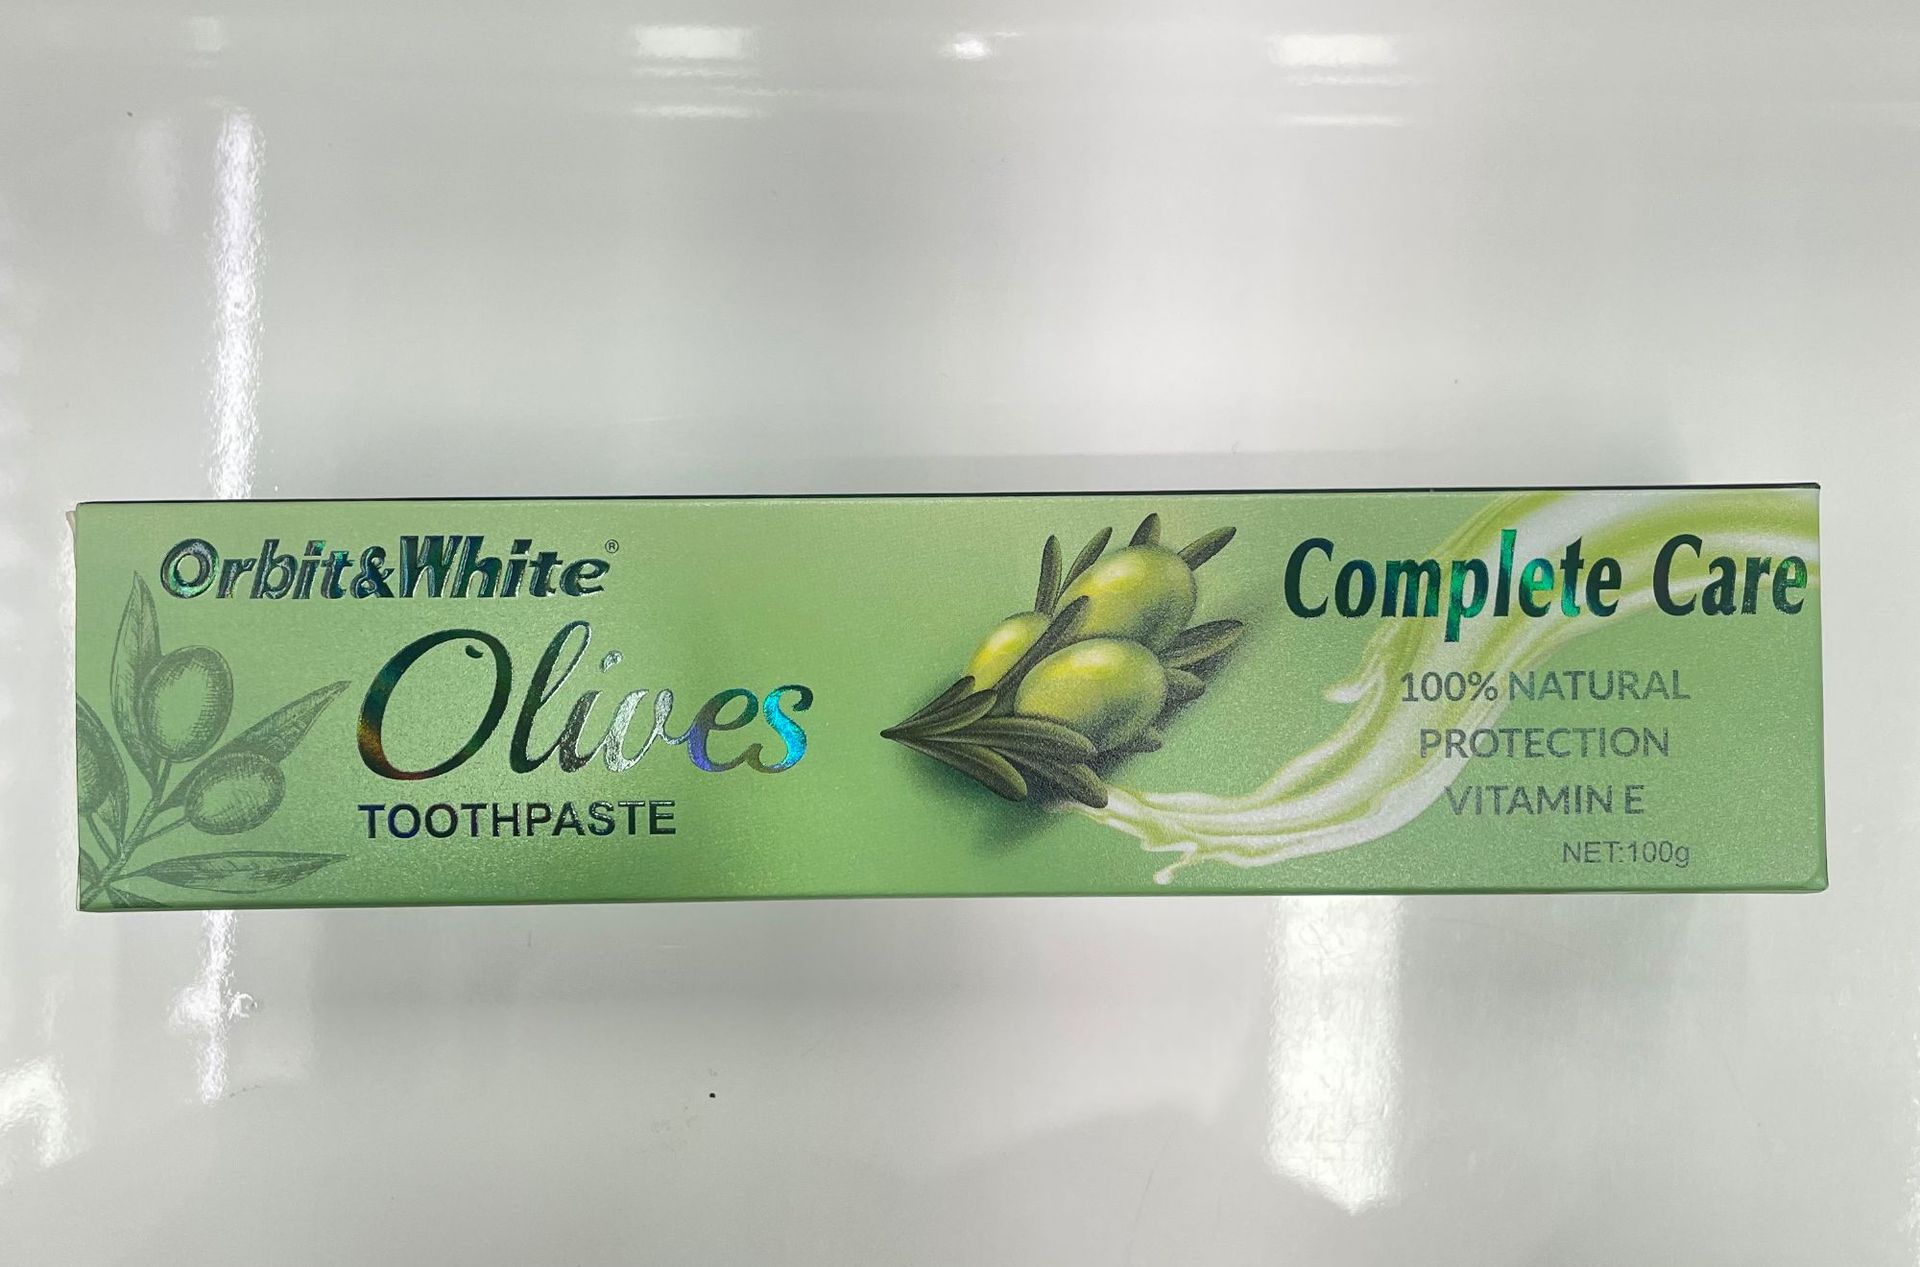 Orbit&White®
Olives
TOOTHPASTE
Complete Care
100% NATURAL
PROTECTION
VITAMIN E
NET:100g